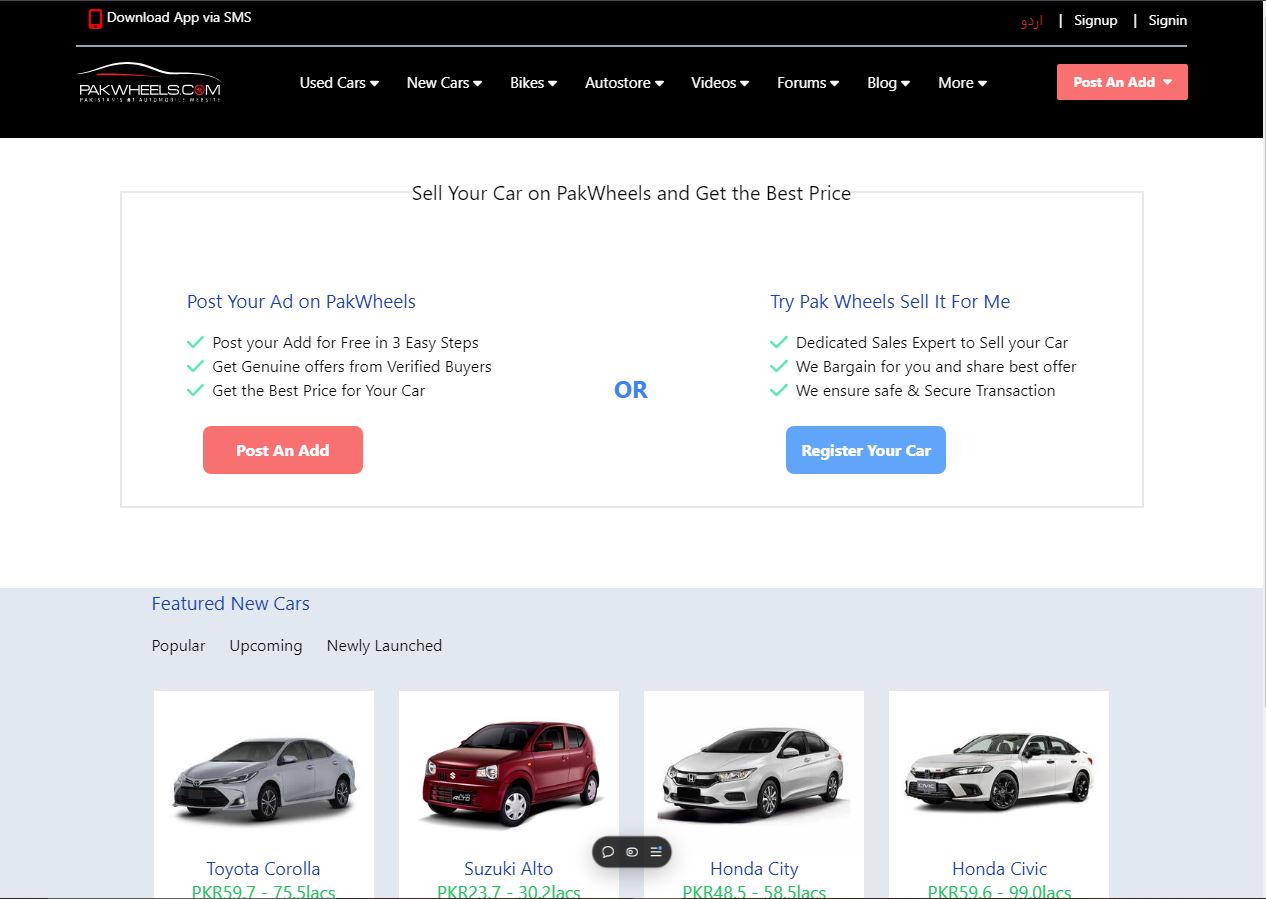 Download App via SMS
اردو | Signup | Signin
PAKWHEELS.COM
PAKISTAN'S #1 AUTOMOBILE WEBSITE
Used Cars New Cars Bikes Autostore Videos Forums Blog More Post An Add
Sell Your Car on PakWheels and Get the Best Price
Post Your Ad on PakWheels
Post your Add for Free in 3 Easy Steps
Get Genuine offers from Verified Buyers
Get the Best Price for Your Car
Post An Add
OR
Try Pak Wheels Sell It For Me
Dedicated Sales Expert to Sell your Car
We Bargain for you and share best offer
We ensure safe & Secure Transaction
Register Your Car
Featured New Cars
Popular Upcoming Newly Launched
ALTO
CIVIC
Toyota Corolla Suzuki Alto Honda City Honda Civic
PKR59.7 - 75.5lacs PKR23.7 - 30.2lacs PKR48.5 - 58.5lacs PKR59.6 - 99.0lacs